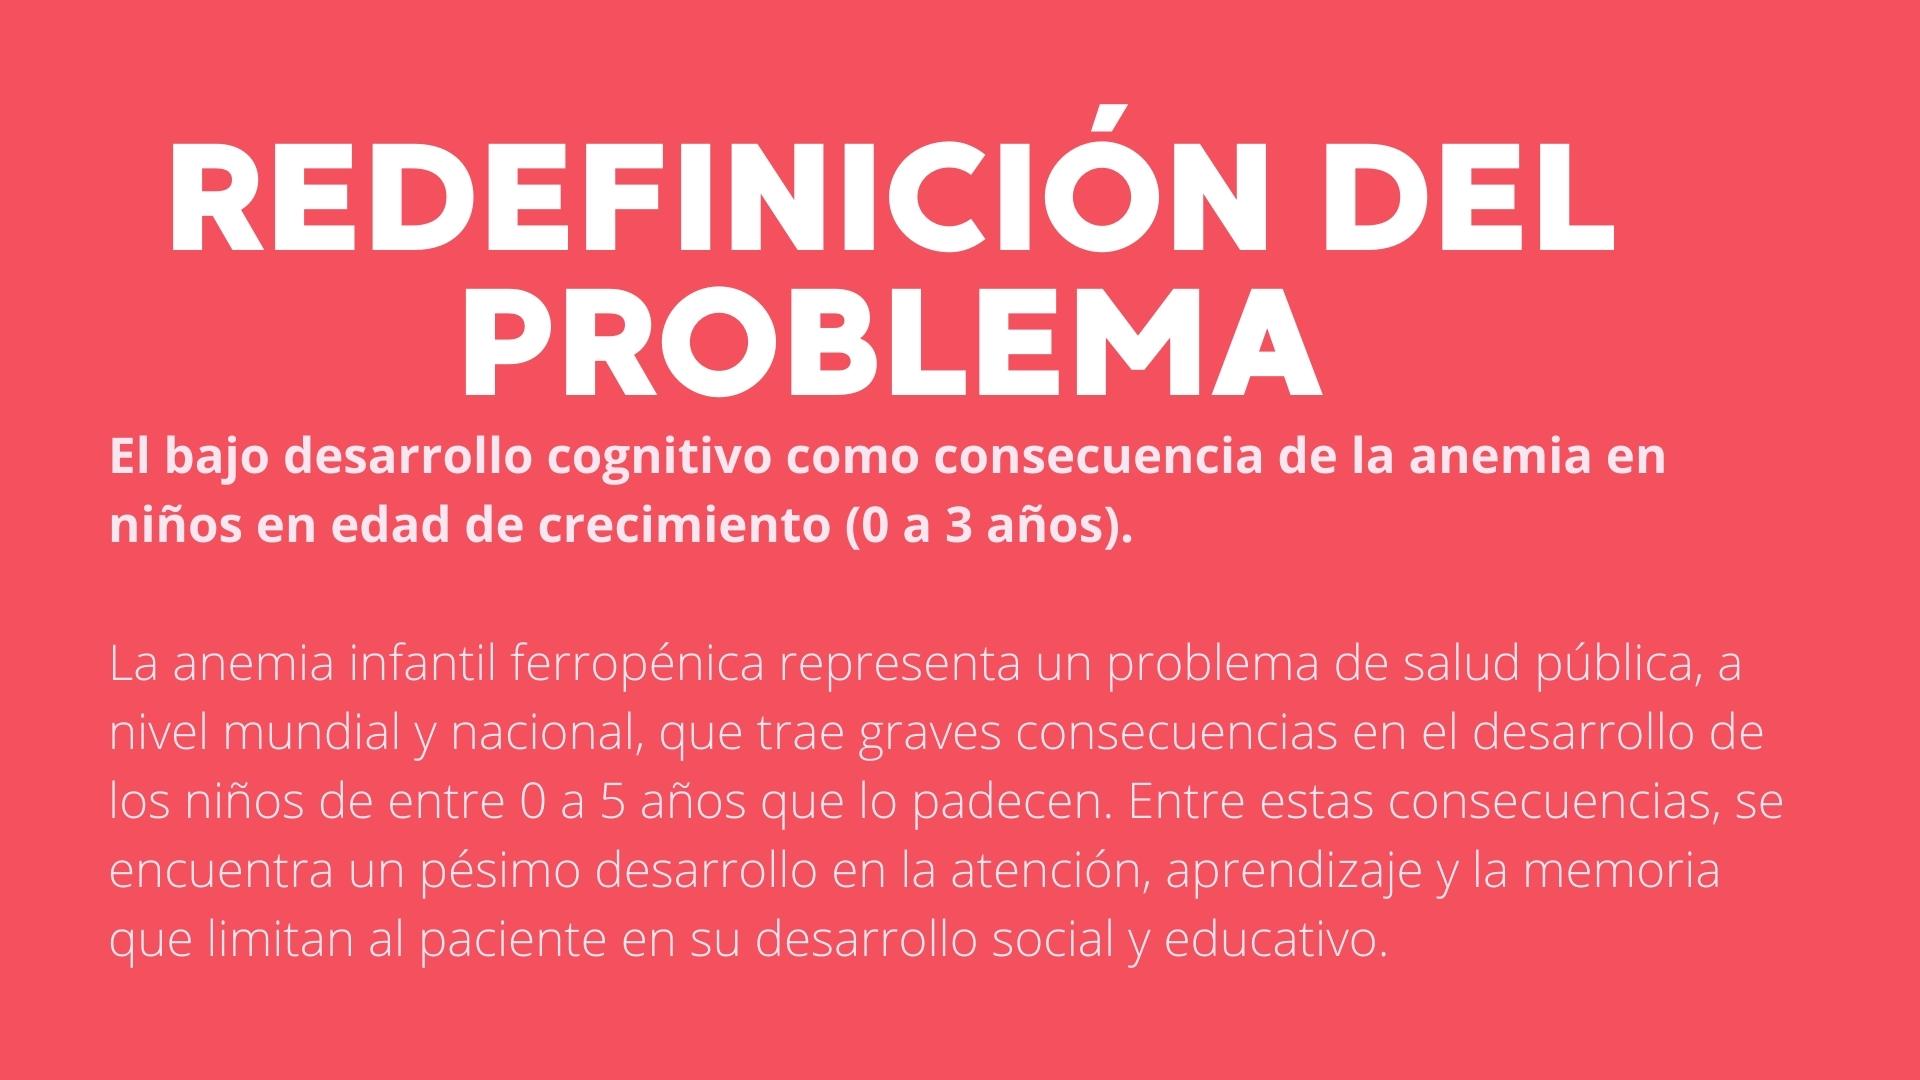 REDEFINICIÓN DEL
PROBLEMA
El bajo desarrollo cognitivo como consecuencia de la anemia en
niños en edad de crecimiento (0 a 3 años).
La anemia infantil ferropénica representa un problema de salud pública, a
nivel mundial y nacional, que trae graves consecuencias en el desarrollo de
los niños de entre 0 a 5 años que lo padecen. Entre estas consecuencias, se
encuentra un pésimo desarrollo en la atención, aprendizaje y la memoria
que limitan al paciente en su desarrollo social y educativo.